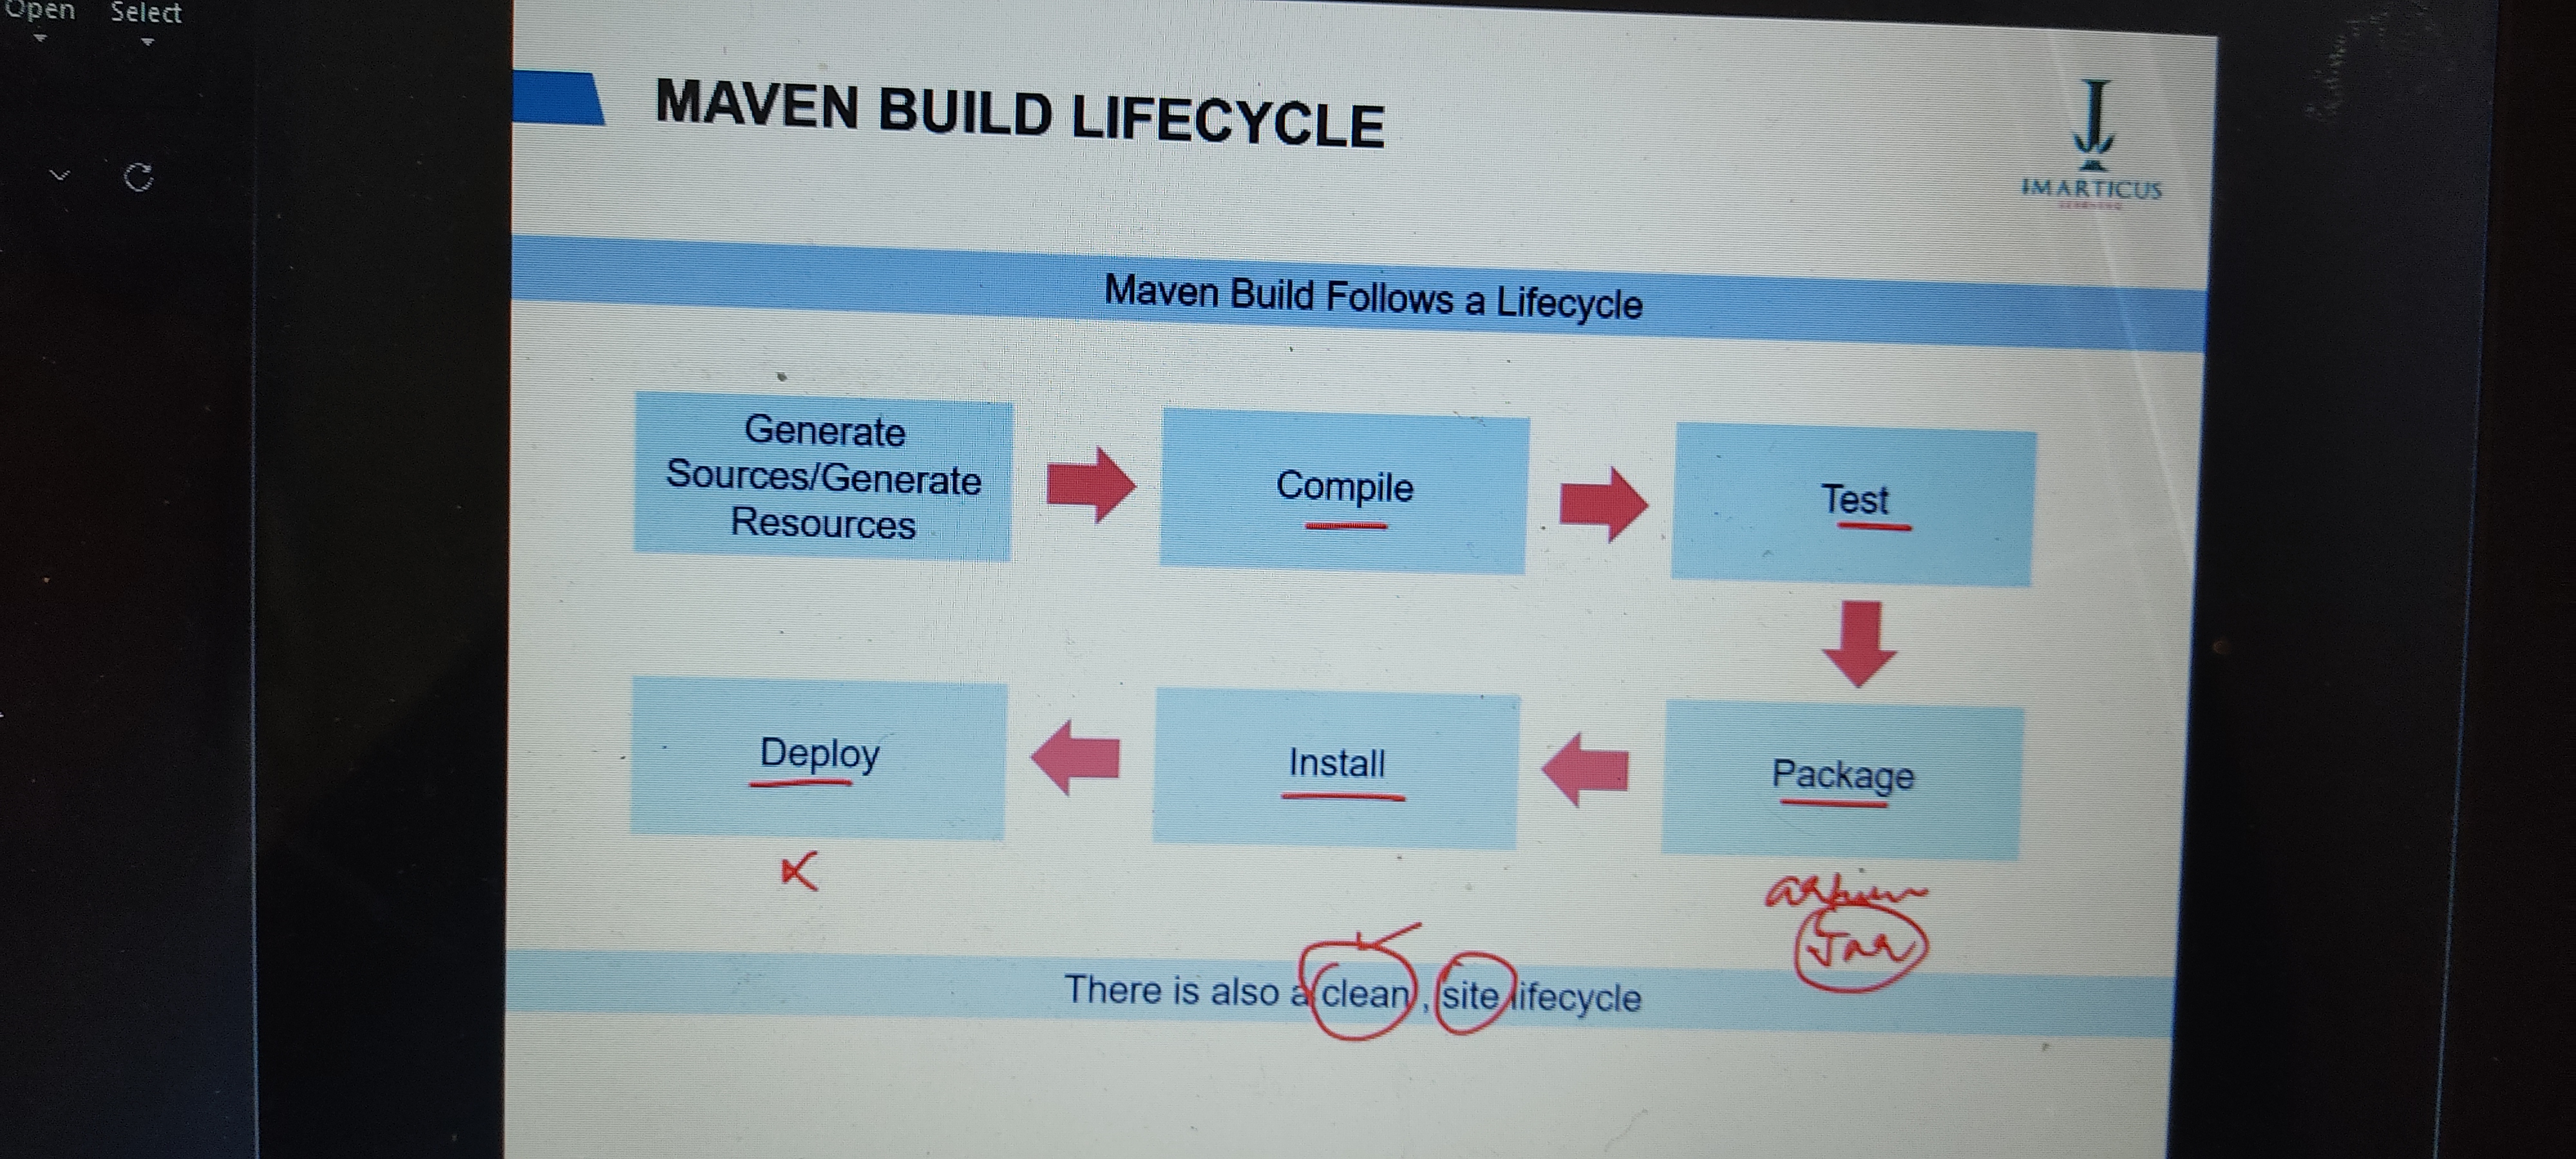 Open Select
MAVEN BUILD LIFECYCLE
IMARTICUS
Maven Build Follows a Lifecycle
Generate
Sources/Generate
Resources
Compile
Test
Deploy
Install
Package
Jar
There is also a clean, site lifecycle